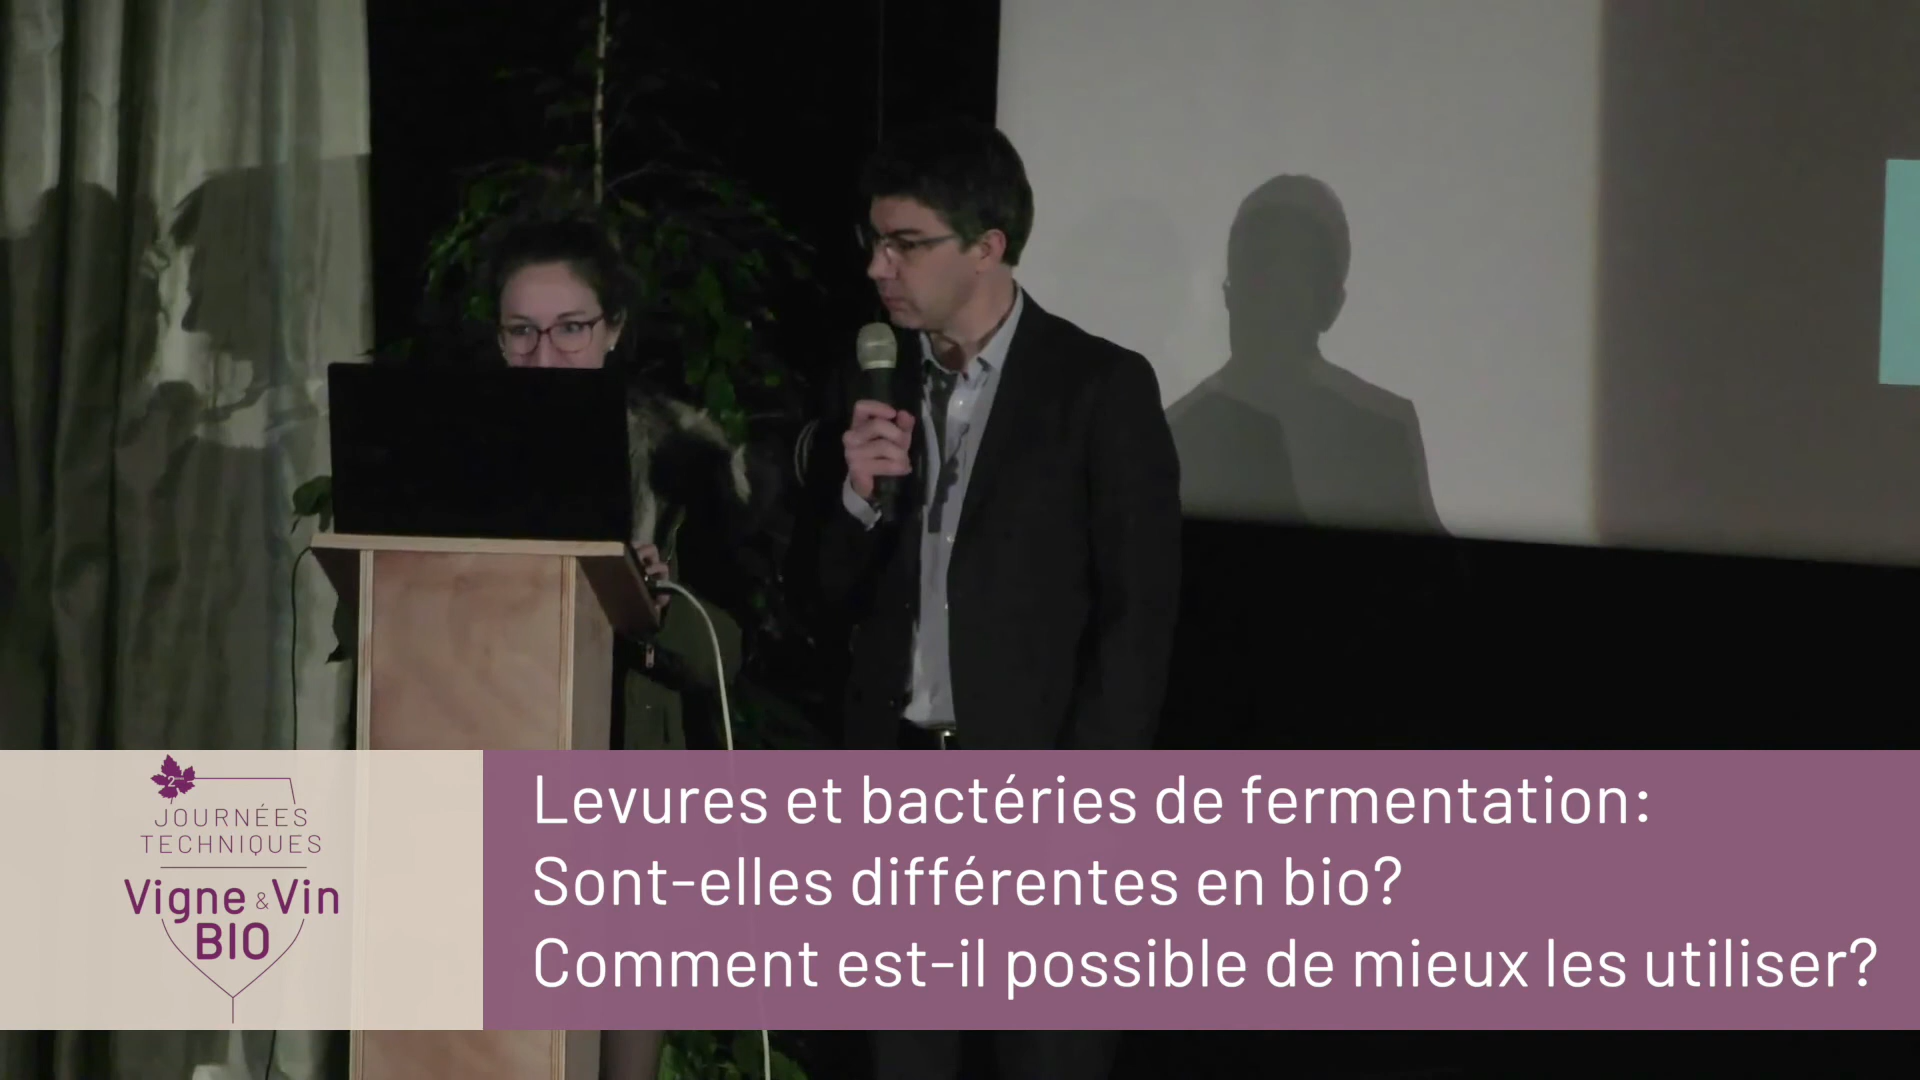 2
JOURNÉES
TECHNIQUES
Vigne & Vin
BIO
Levures et bactéries de fermentation:
Sont-elles différentes en bio?
Comment est-il possible de mieux les utiliser?